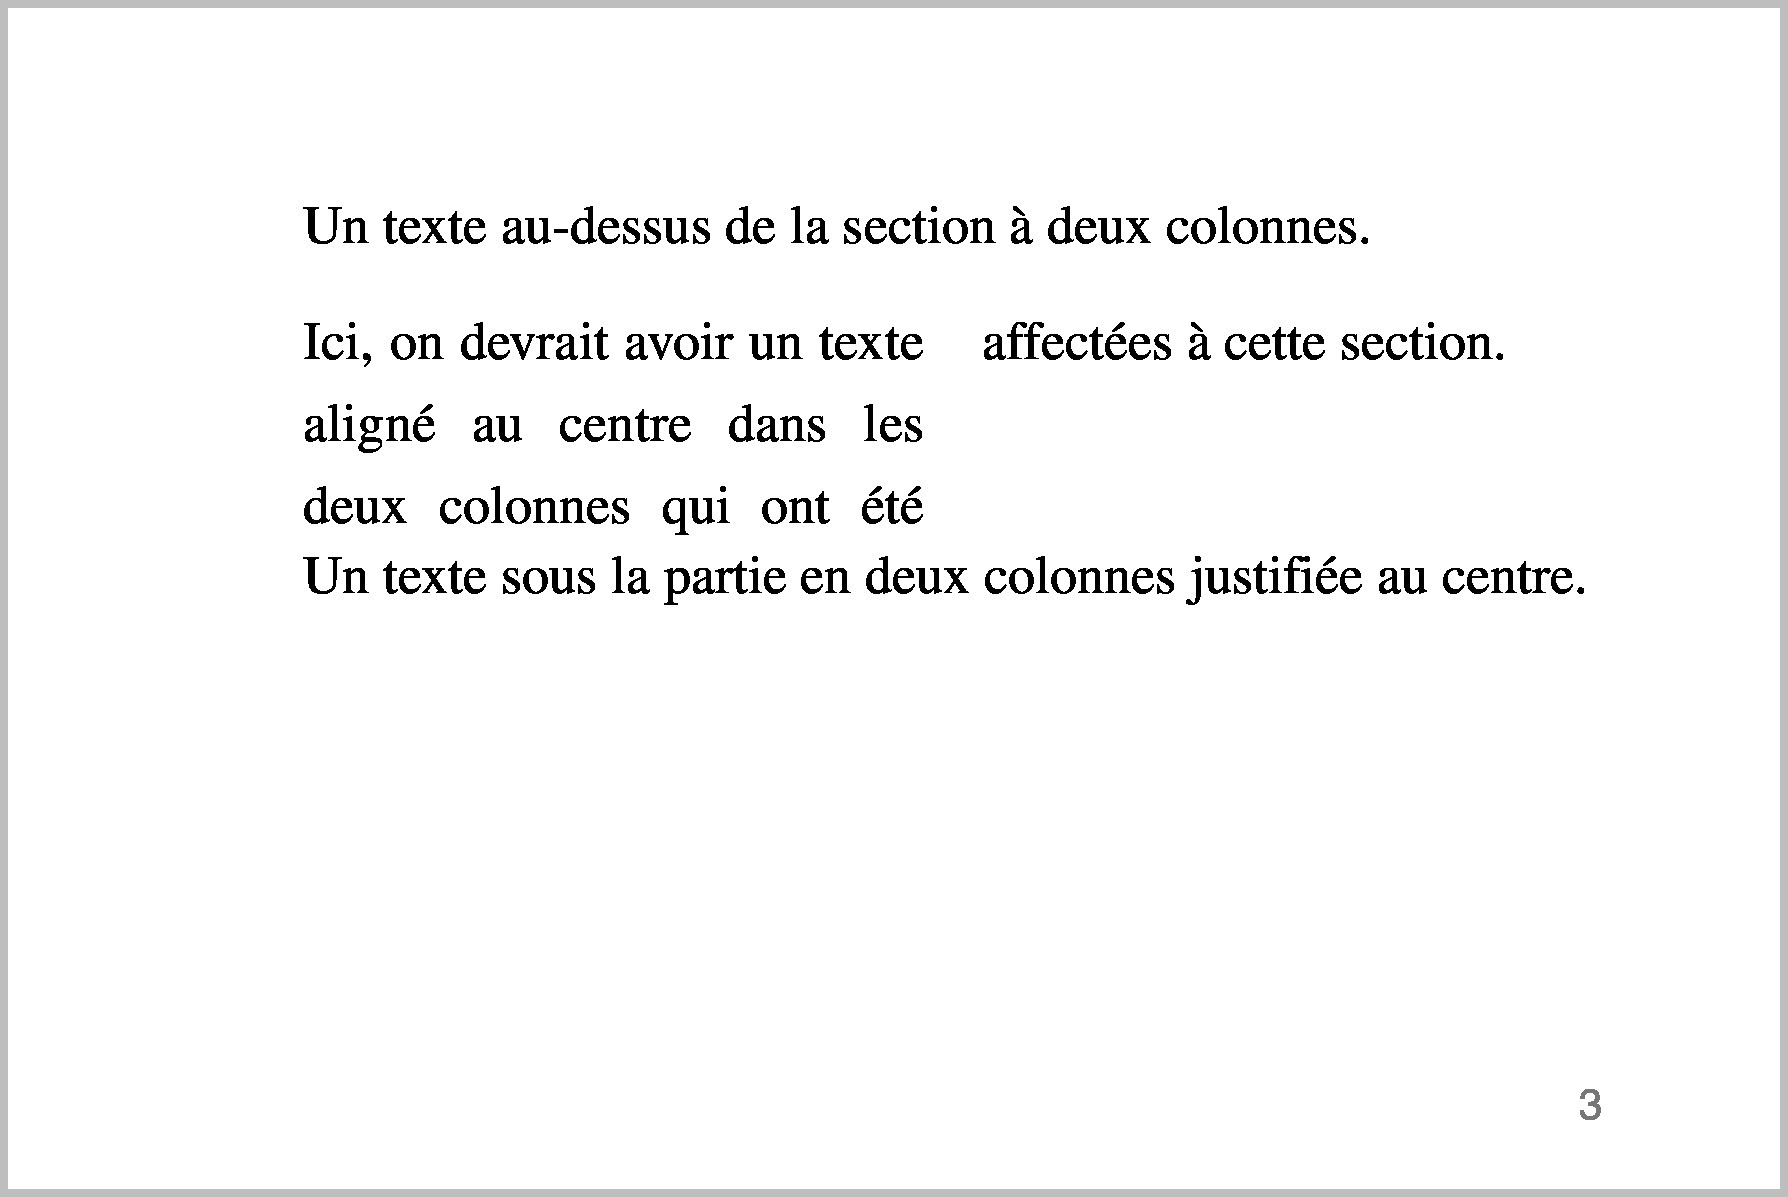 Un texte au-dessus de la section à deux colonnes.
Ici, on devrait avoir un texte
aligné au centre dans les
deux colonnes qui ont été
affectées à cette section.
Un texte sous la partie en deux colonnes justifiée au centre.
3